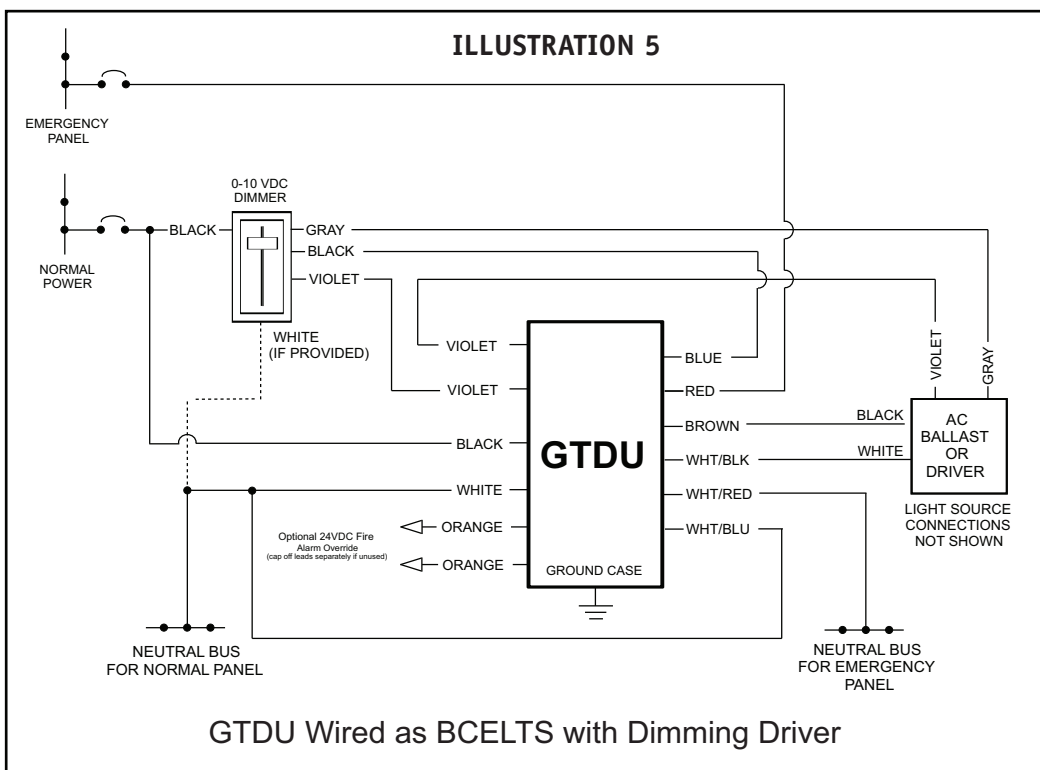 ILLUSTRATION 5
EMERGENCY
PANEL
0-10 VDC
DIMMER
BLACK
GRAY
BLACK
VIOLET
NORMAL
POWER
WHITE
(IF PROVIDED)
VIOLET
VIOLET
BLACK
WHITE
ORANGE
ORANGE
Optional 24VDC Fire
Alarm Override
(cap off leads separately if unused)
GTDU
GROUND CASE
BLUE
RED
BROWN
WHT/BLK
WHT/RED
WHT/BLU
VIOLET
GRAY
BLACK
WHITE
AC
BALLAST
OR
DRIVER
LIGHT SOURCE
CONNECTIONS
NOT SHOWN
NEUTRAL BUS
FOR NORMAL PANEL
NEUTRAL BUS
FOR EMERGENCY
PANEL
GTDU Wired as BCELTS with Dimming Driver